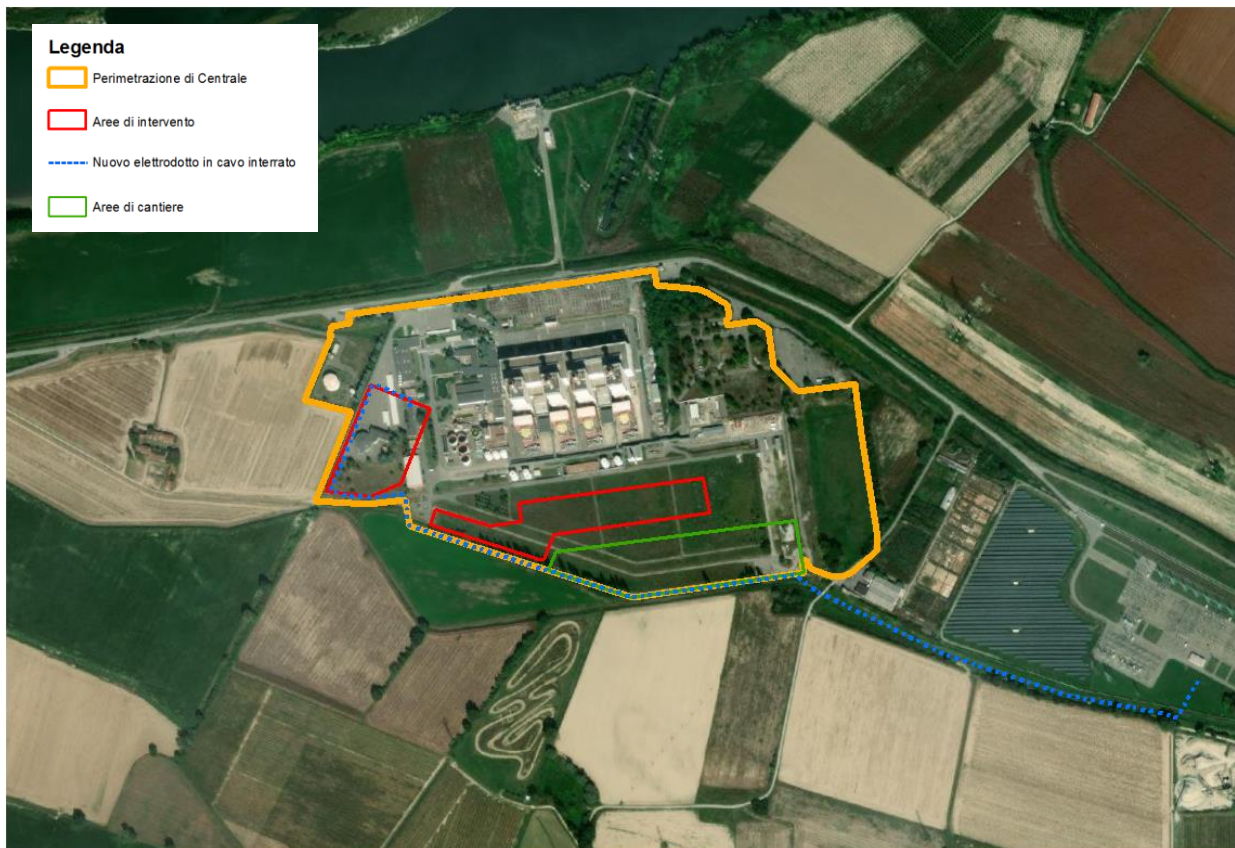 Legenda
Perimetrazione di Centrale
Aree di intervento
Nuovo elettrodotto in cavo interrato
Aree di cantiere